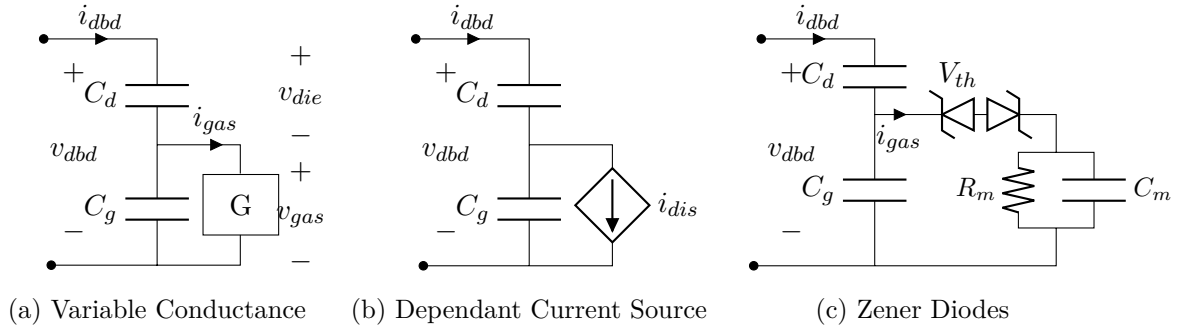 i_dbd
+
C_d
+
v_die
−
i_gas
v_dbd
+
C_g
G
v_gas
−
−
(a) Variable Conductance
i_dbd
+
C_d
v_dbd
C_g
i_dis
−
(b) Dependant Current Source
i_dbd
+
C_d
V_th
i_gas
v_dbd
C_g
R_m
C_m
−
(c) Zener Diodes